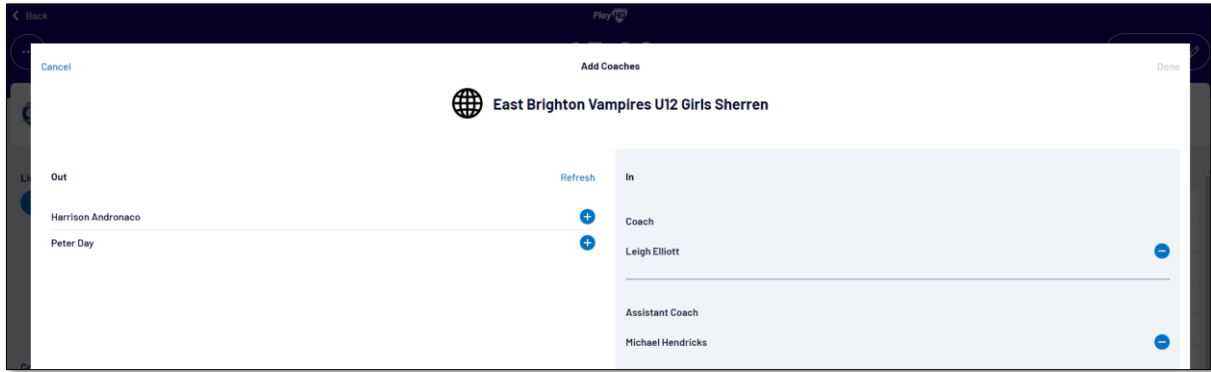 Back
PlayHQ
Cancel
Add Coaches
Done
East Brighton Vampires U12 Girls Sherren
Out
Refresh
In
Harrison Andronaco
Peter Day
Coach
Leigh Elliott
Assistant Coach
Michael Hendricks